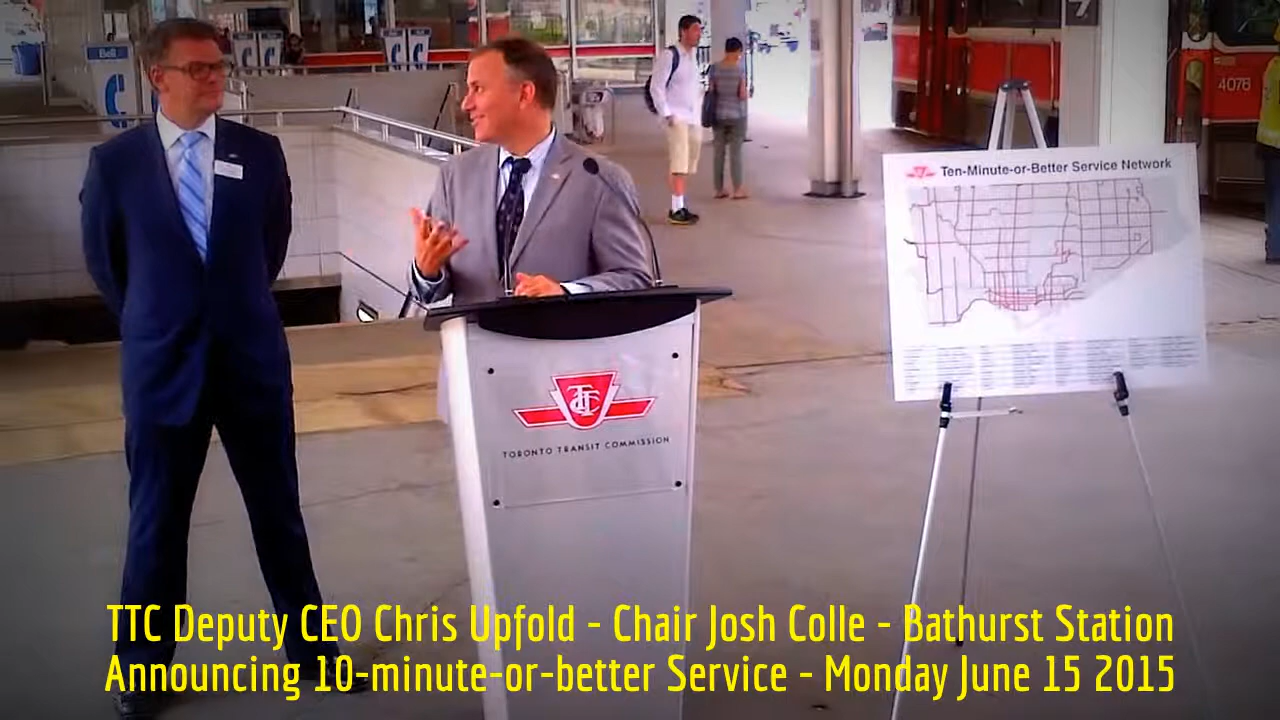 Bell
4076
Ten-Minute-or-Better Service Network
TTC
TORONTO TRANSIT COMMISSION
TTC Deputy CEO Chris Upfold - Chair Josh Colle - Bathurst Station
Announcing 10-minute-or-better Service - Monday June 15 2015